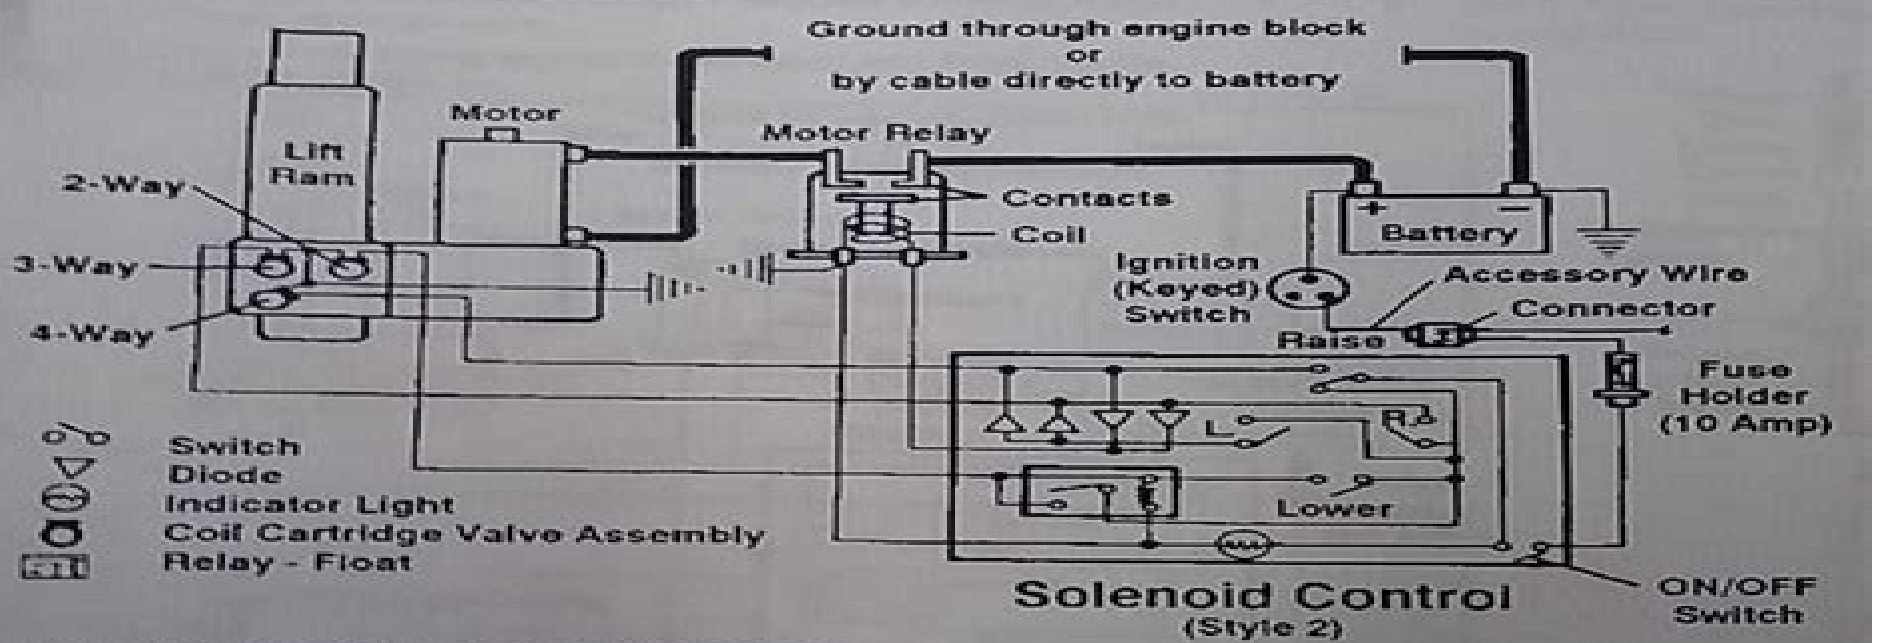 Ground through engine block
or
by cable directly to battery
Motor
Motor Relay
Lift
Ram
2-Way
3-Way
4-Way
Contacts
Coil
+
–
Battery
Ignition
(Keyed)
Switch
Accessory Wire
Connector
Raise
Fuse
Holder
(10 Amp)
L
R
Lower
Switch
Diode
Indicator Light
Coil Cartridge Valve Assembly
Relay - Float
Solenoid Control
(Style 2)
ON/OFF
Switch